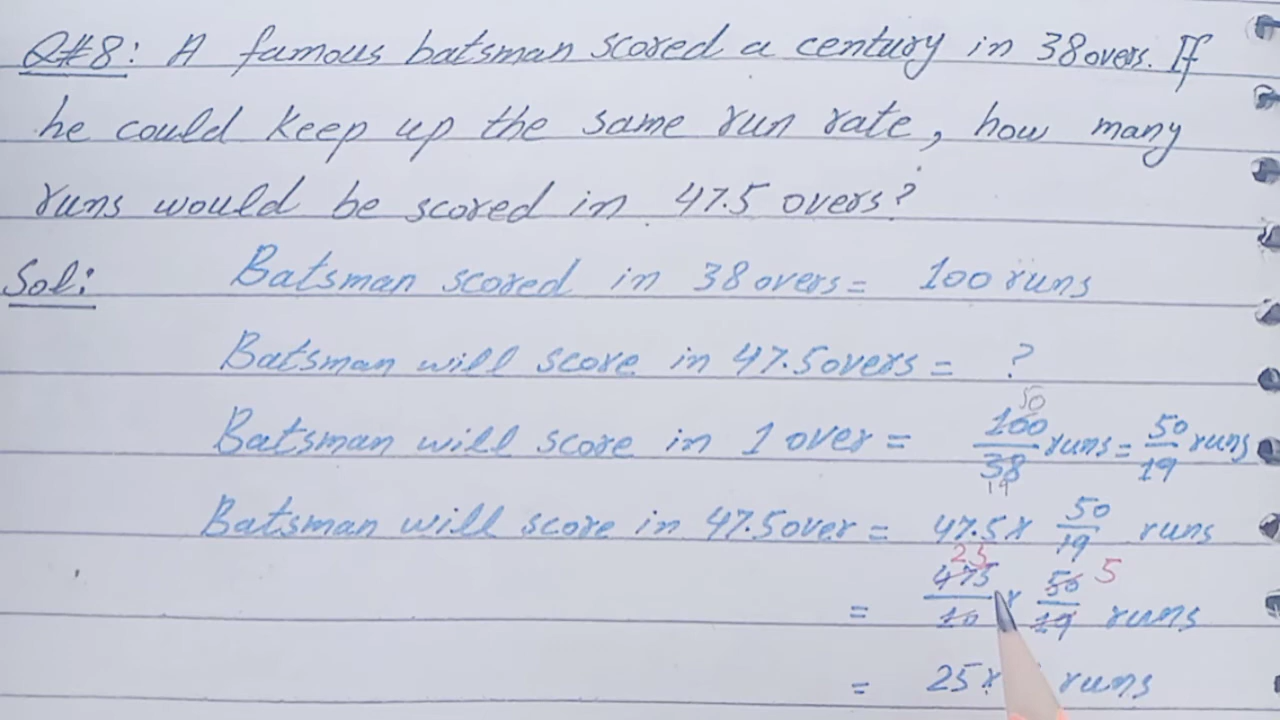 Q#8: A famous batsman scored a century in 38 overs. If
he could keep up the same run rate, how many
runs would be scored in 47.5 overs?
Sol: Batsman scored in 38 overs = 100 runs
Batsman will score in 47.5 overs = ?
Batsman will score in 1 over = 100/38 50 19 runs = 50/19 runs
Batsman will score in 47.5 over = 47.5 x 50/19 runs
= 475/10 25 x 50/19 5 runs
= 25 x runs